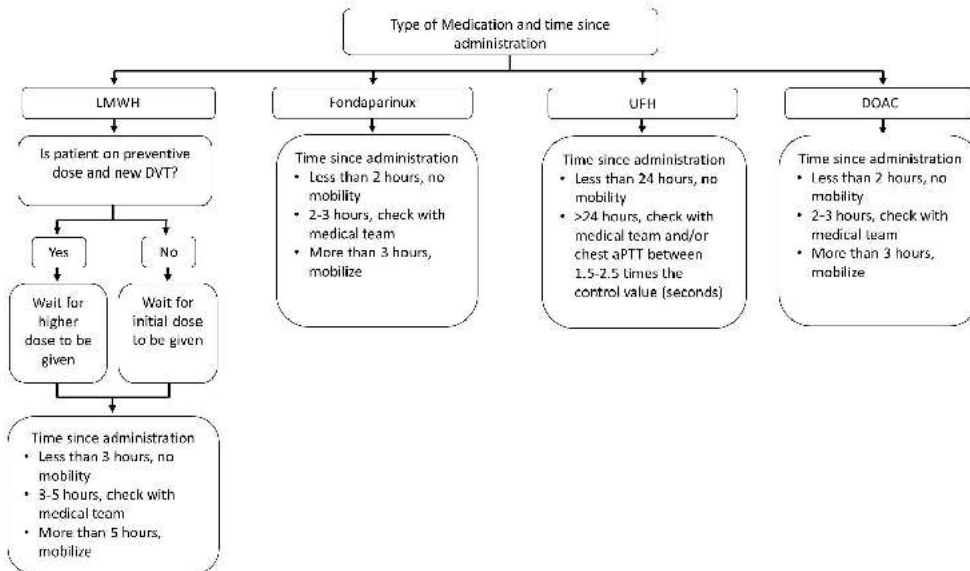 Type of Medication and time since
administration
LMWH
Fondaparinux
UFH
DOAC
Is patient on preventive
dose and new DVT?
Yes
No
Wait for
higher
dose to be
given
Wait for
initial dose
to be given
Time since administration
• Less than 3 hours, no
mobility
• 3-5 hours, check with
medical team
• More than 5 hours,
mobilize
Time since administration
• Less than 2 hours, no
mobility
• 2-3 hours, check with
medical team
• More than 3 hours,
mobilize
Time since administration
• Less than 24 hours, no
mobility
• >24 hours, check with
medical team and/or
chest aPTT between
1.5-2.5 times the
control value (seconds)
Time since administration
• Less than 2 hours, no
mobility
• 2-3 hours, check with
medical team
• More than 3 hours,
mobilize